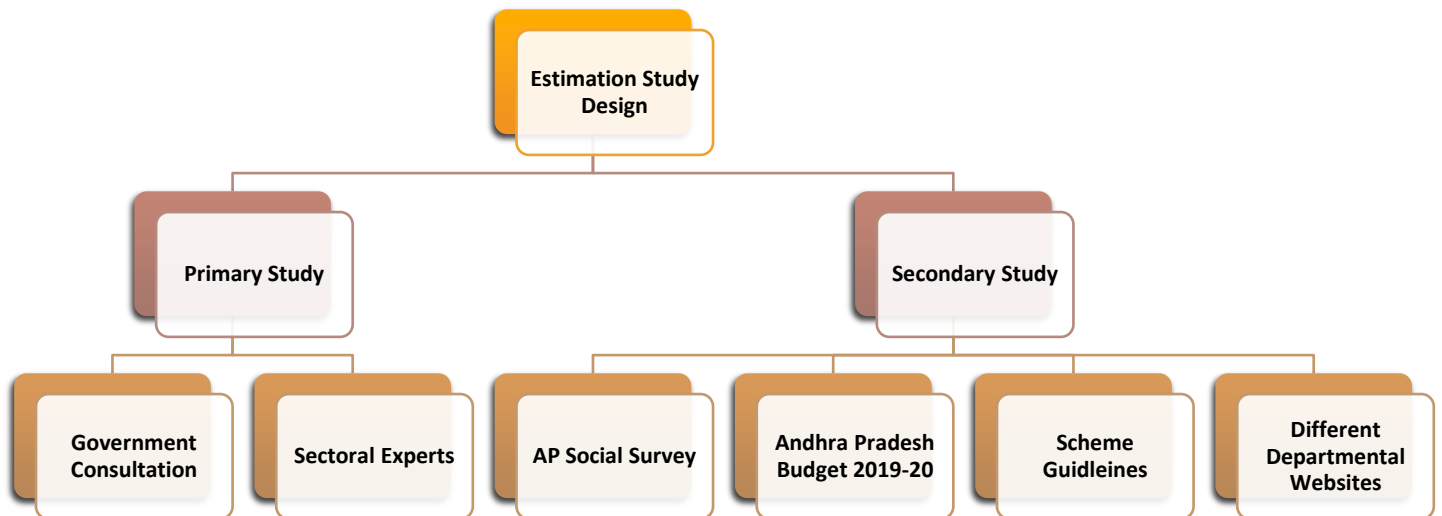 Estimation Study
Design
Primary Study
Secondary Study
Government
Consultation
Sectoral Experts
AP Social Survey
Andhra Pradesh
Budget 2019-20
Scheme
Guidleines
Different
Departmental
Websites